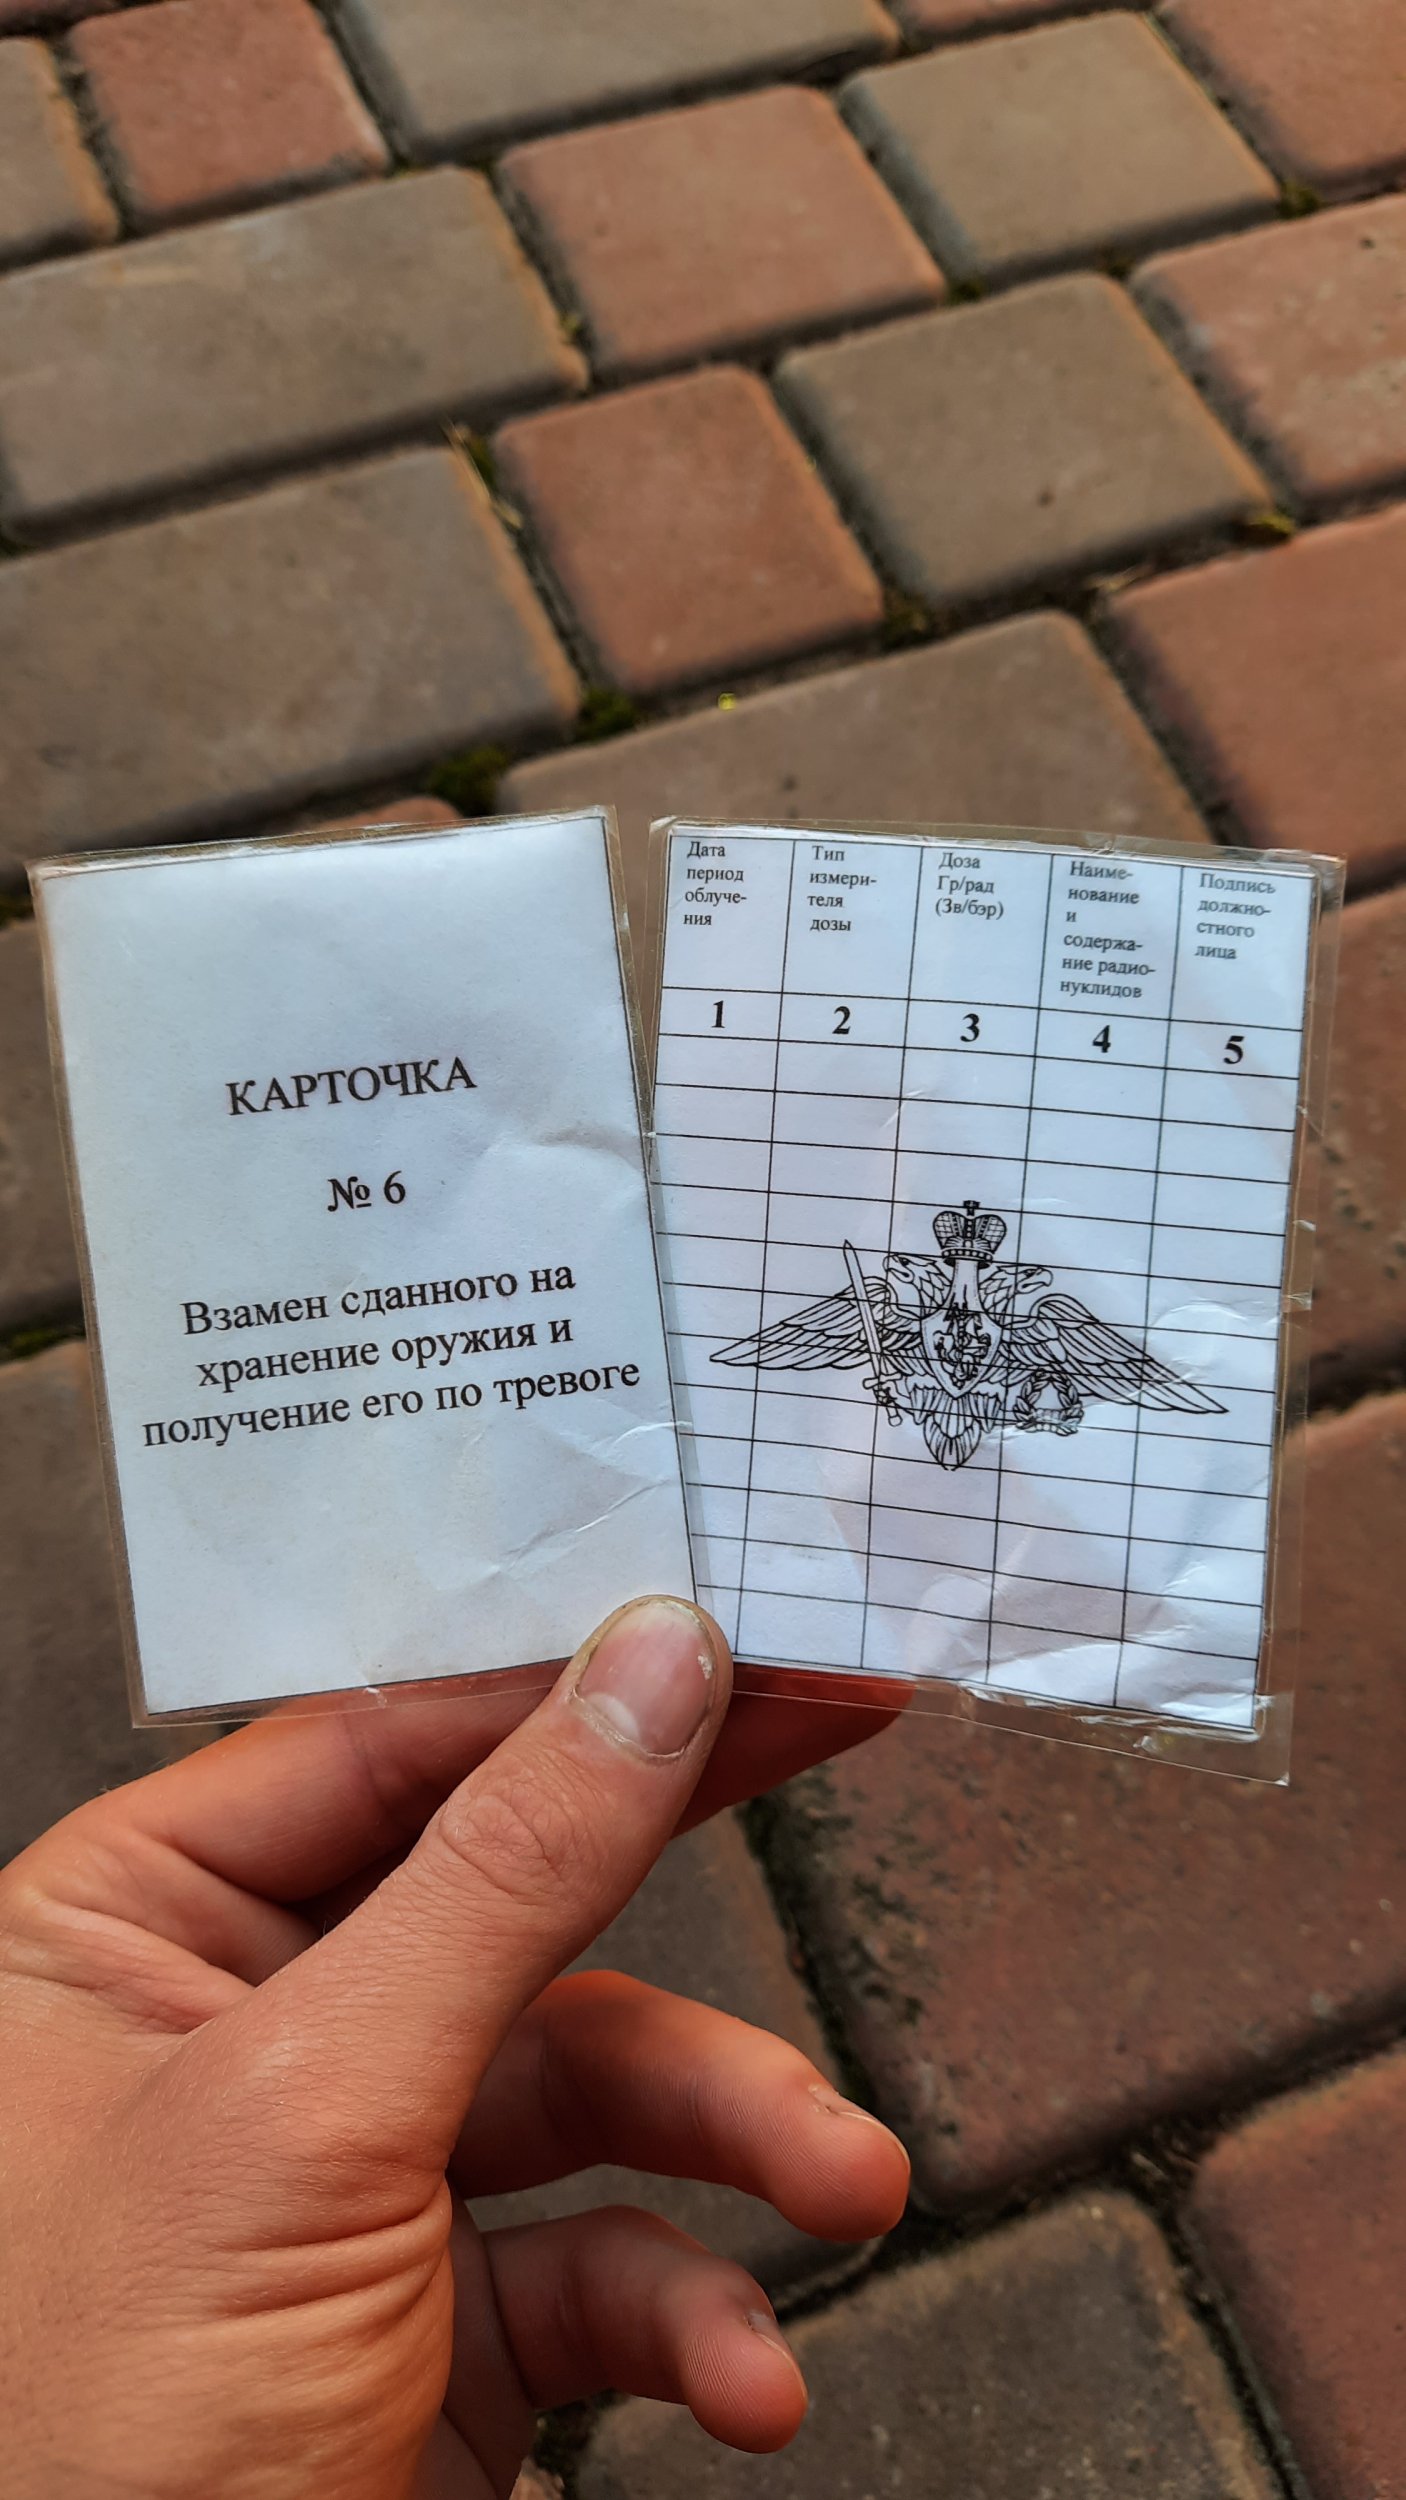 КАРТОЧКА
№ 6
Взамен сданного на
хранение оружия и
получение его по тревоге
Дата
период
облуче-
ния
Тип
измери-
теля
дозы
Доза
Гр/рад
(Зв/бэр)
Наиме-
нование
и
содержа-
ние радио-
нуклидов
Подпись
должно-
стного
лица
1
2
3
4
5